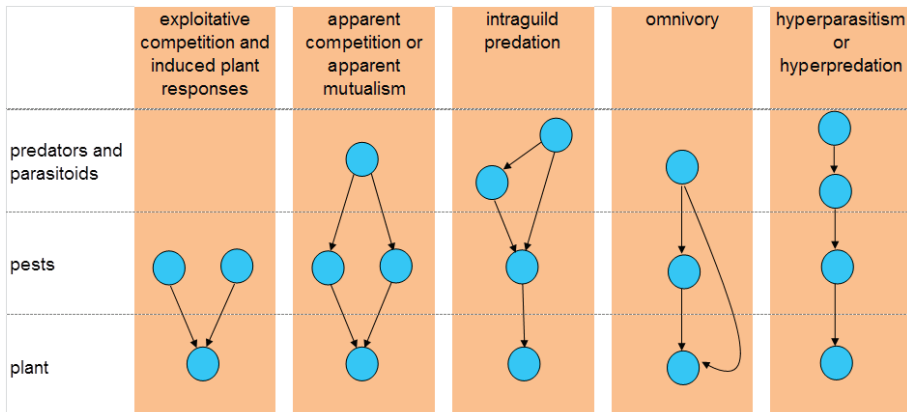 exploitative
competition and
induced plant
responses
apparent
competition or
apparent
mutualism
intraguild
predation
omnivory
hyperparasitism
or
hyperpredation
predators and
parasitoids
pests
plant